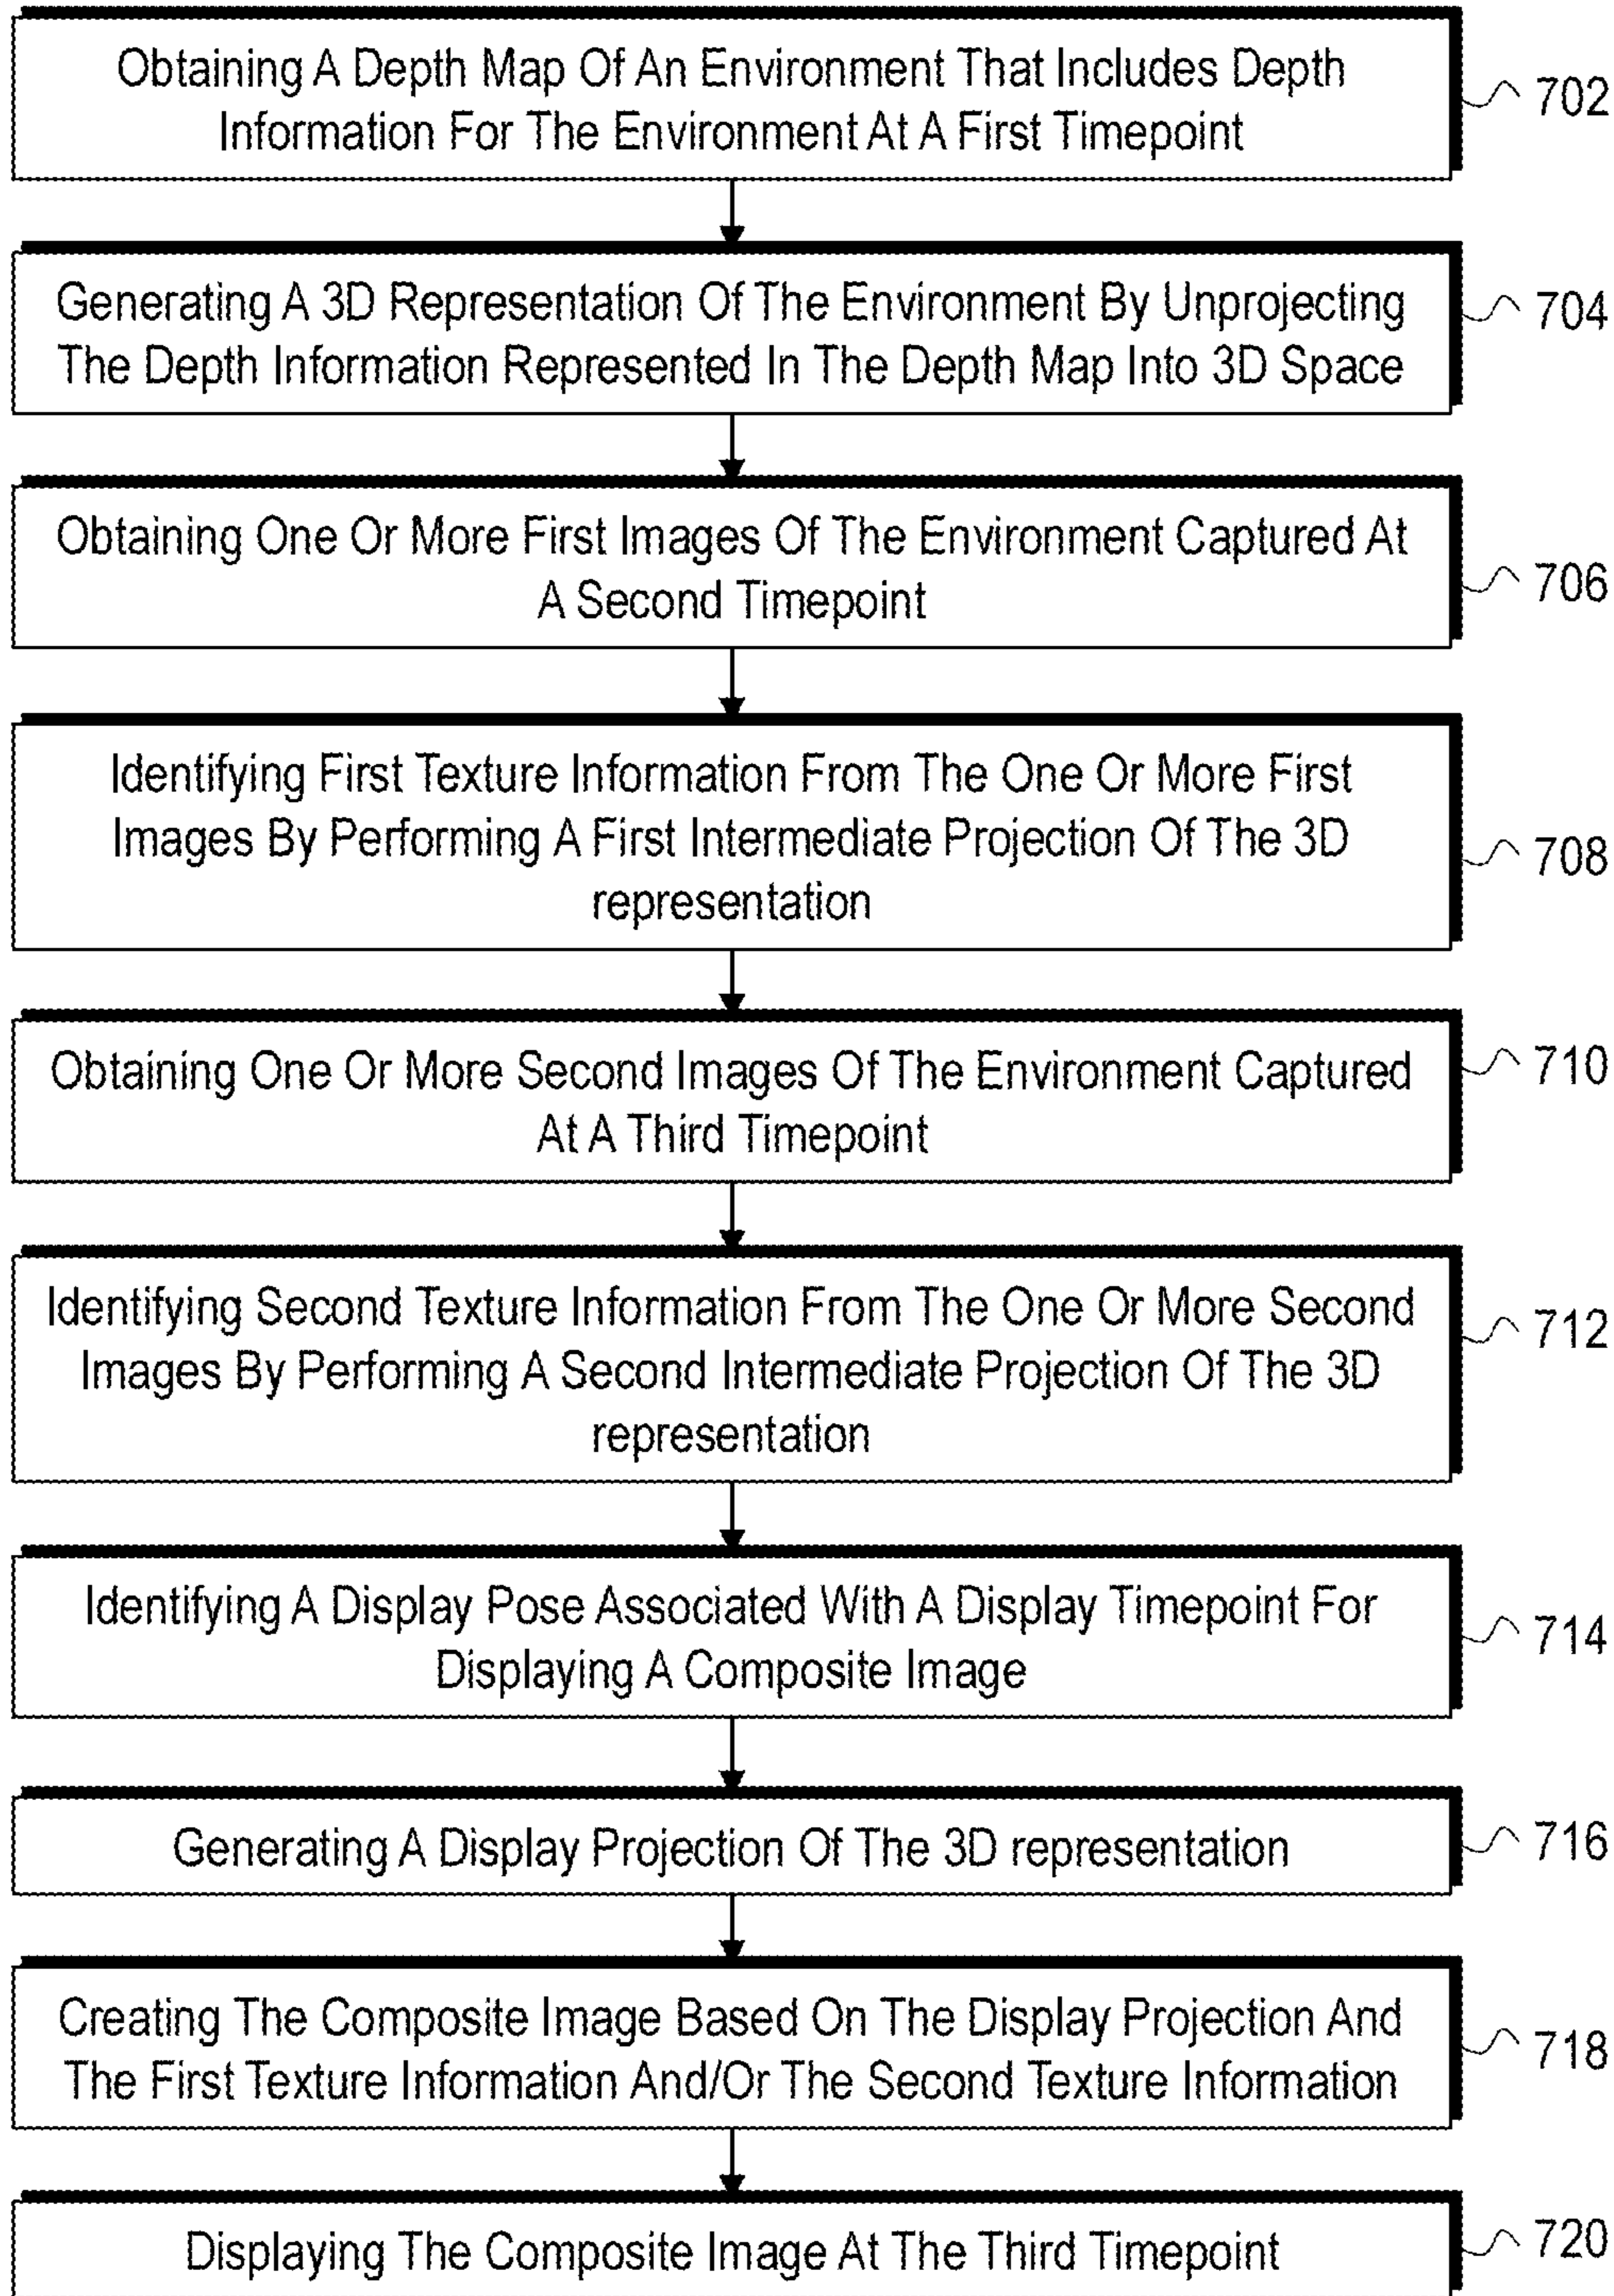 Obtaining A Depth Map Of An Environment That Includes Depth
Information For The Environment At A First Timepoint
702
Generating A 3D Representation Of The Environment By Unprojecting
The Depth Information Represented In The Depth Map Into 3D Space
704
Obtaining One Or More First Images Of The Environment Captured At
A Second Timepoint
706
Identifying First Texture Information From The One Or More First
Images By Performing A First Intermediate Projection Of The 3D
representation
708
Obtaining One Or More Second Images Of The Environment Captured
At A Third Timepoint
710
Identifying Second Texture Information From The One Or More Second
Images By Performing A Second Intermediate Projection Of The 3D
representation
712
Identifying A Display Pose Associated With A Display Timepoint For
Displaying A Composite Image
714
Generating A Display Projection Of The 3D representation
716
Creating The Composite Image Based On The Display Projection And
The First Texture Information And/Or The Second Texture Information
718
Displaying The Composite Image At The Third Timepoint
720